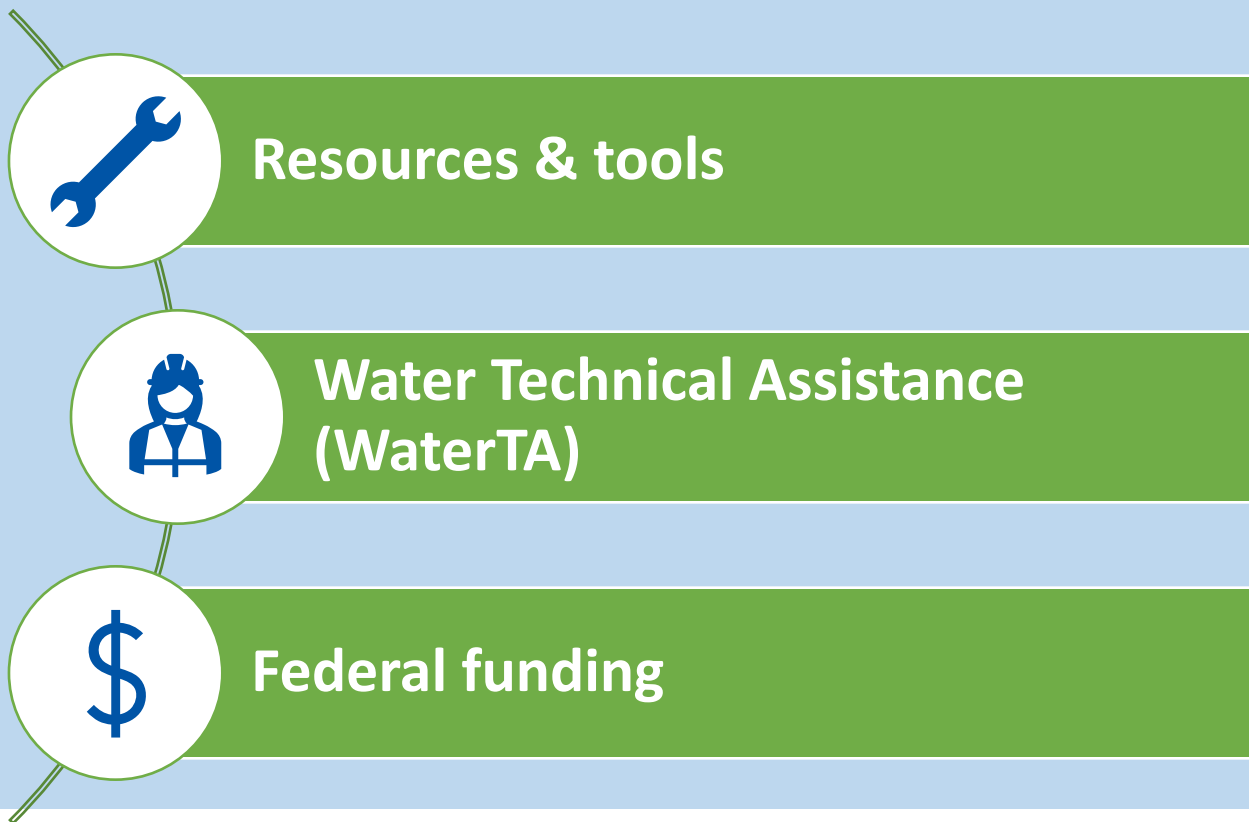 Resources & tools
Water Technical Assistance
(WaterTA)
Federal funding